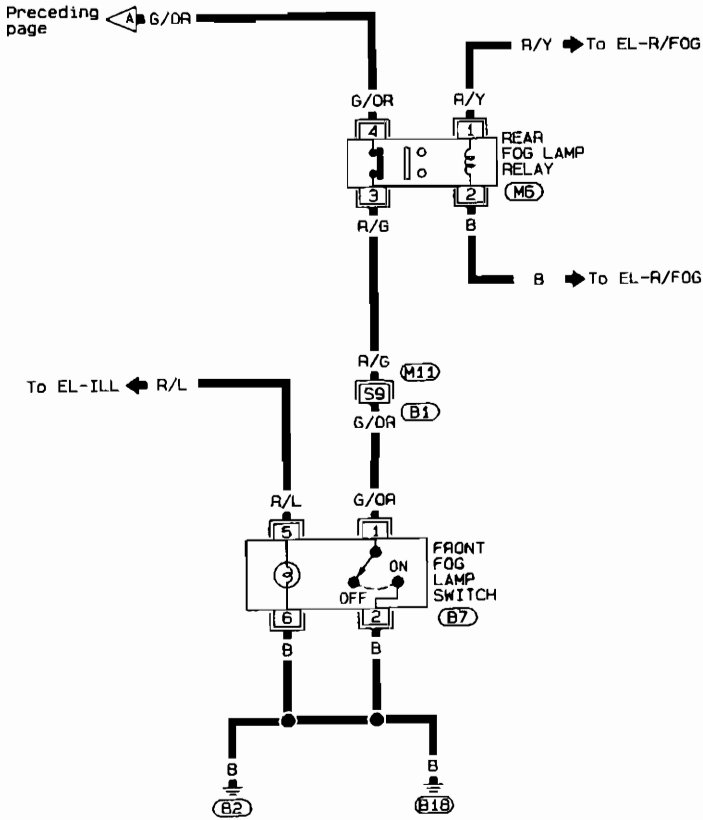 Preceding
page
A
G/OR
R/Y
To EL-R/FOG
G/OR
R/Y
4
1
REAR
FOG LAMP
RELAY
M6
3
2
R/G
B
B
To EL-R/FOG
R/G
M11
To EL-ILL
R/L
S9
B1
G/OR
R/L
G/OR
5
1
FRONT
FOG
LAMP
SWITCH
ON
OFF
B7
6
2
B
B
B
B
B2
B18